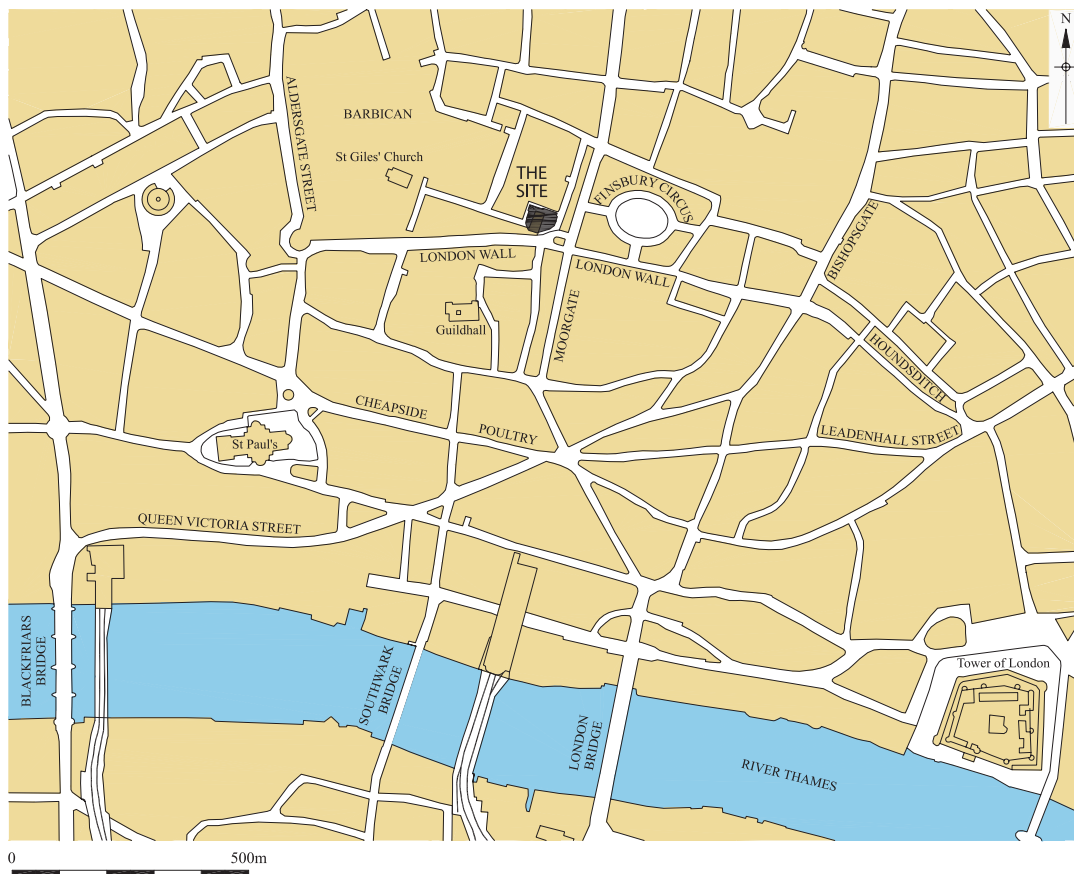 N
ALDERSGATE STREET
BARBICAN
St Giles' Church
THE
SITE
FINSBURY CIRCUS
LONDON WALL
LONDON WALL
BISHOPSGATE
Guildhall
MOORGATE
HOUNDSDITCH
CHEAPSIDE
POULTRY
LEADENHALL STREET
St Paul's
QUEEN VICTORIA STREET
BLACKFRIARS
BRIDGE
SOUTHWARK
BRIDGE
LONDON
BRIDGE
Tower of London
RIVER THAMES
0
500m